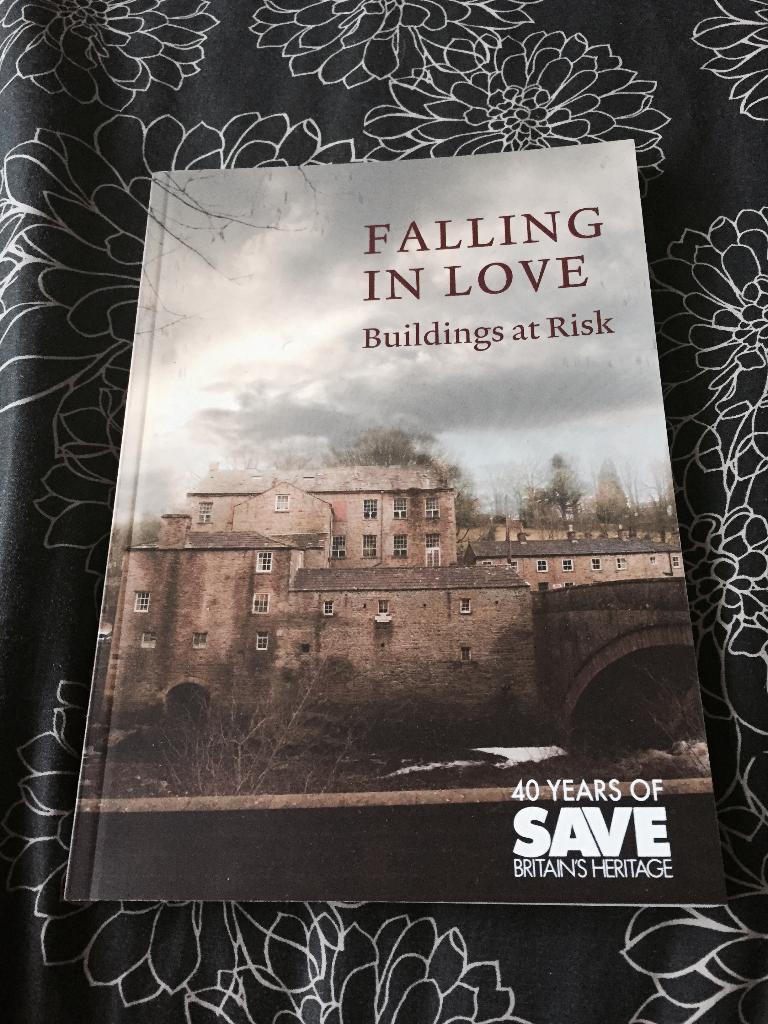 FALLING
IN LOVE
Buildings at Risk
40 YEARS OF
SAVE
BRITAIN'S HERITAGE